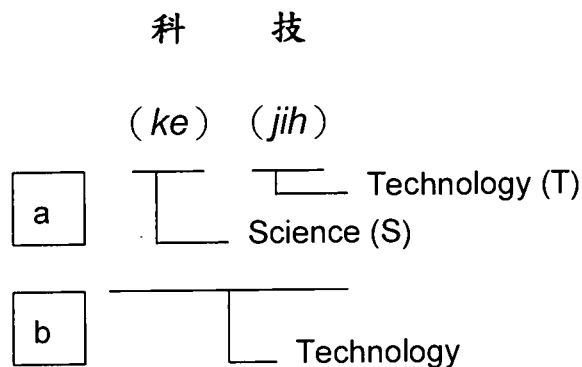 科 技
(ke) (jih)
Technology (T)
a
Science (S)
b
Technology